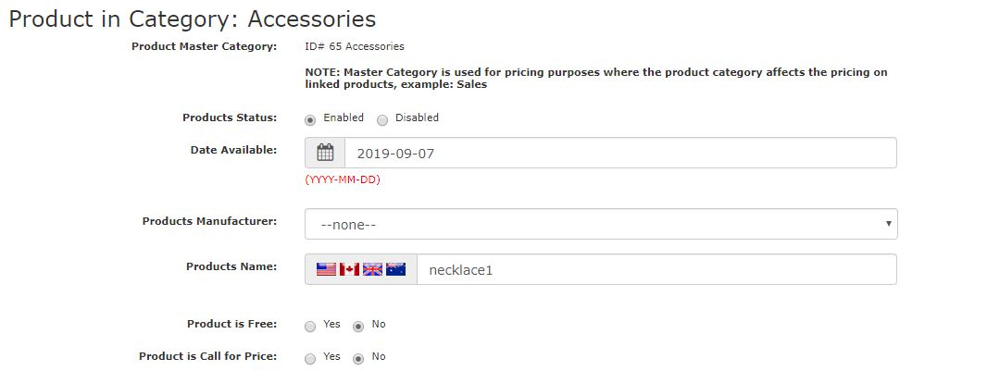 Product in Category: Accessories
Product Master Category: ID# 65 Accessories
NOTE: Master Category is used for pricing purposes where the product category affects the pricing on
linked products, example: Sales
Products Status: Enabled Disabled
Date Available: 2019-09-07
(YYYY-MM-DD)
Products Manufacturer: --none--
Products Name: necklace1
Product is Free: Yes No
Product is Call for Price: Yes No